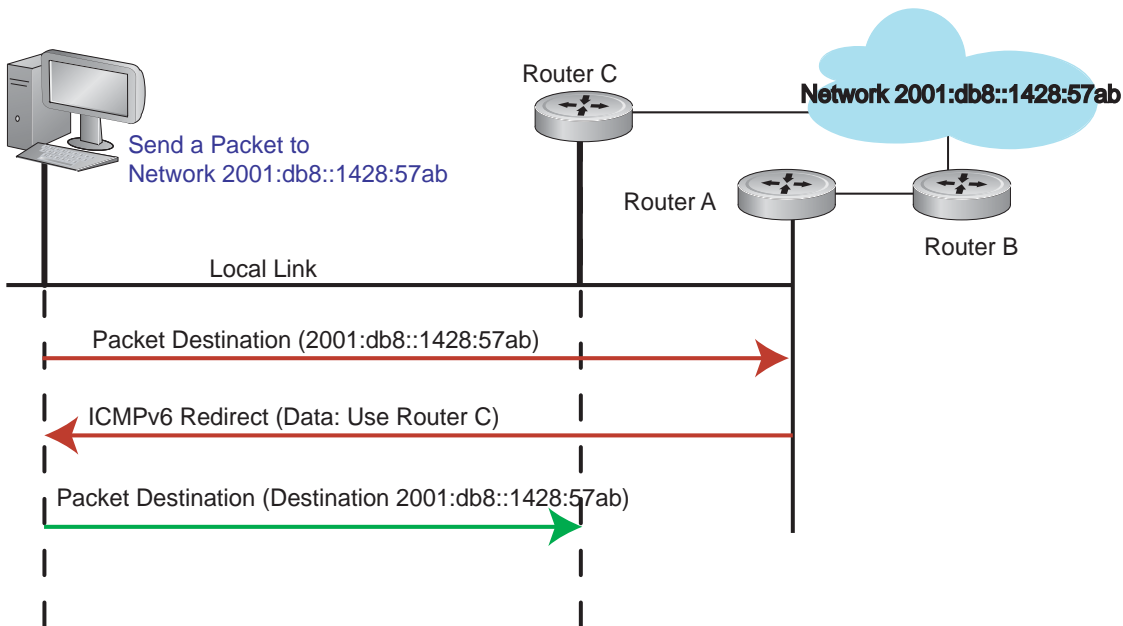 Router C
Network 2001:db8::1428:57ab
Send a Packet to
Network 2001:db8::1428:57ab
Router A
Router B
Local Link
Packet Destination (2001:db8::1428:57ab)
ICMPv6 Redirect (Data: Use Router C)
Packet Destination (Destination 2001:db8::1428:57ab)